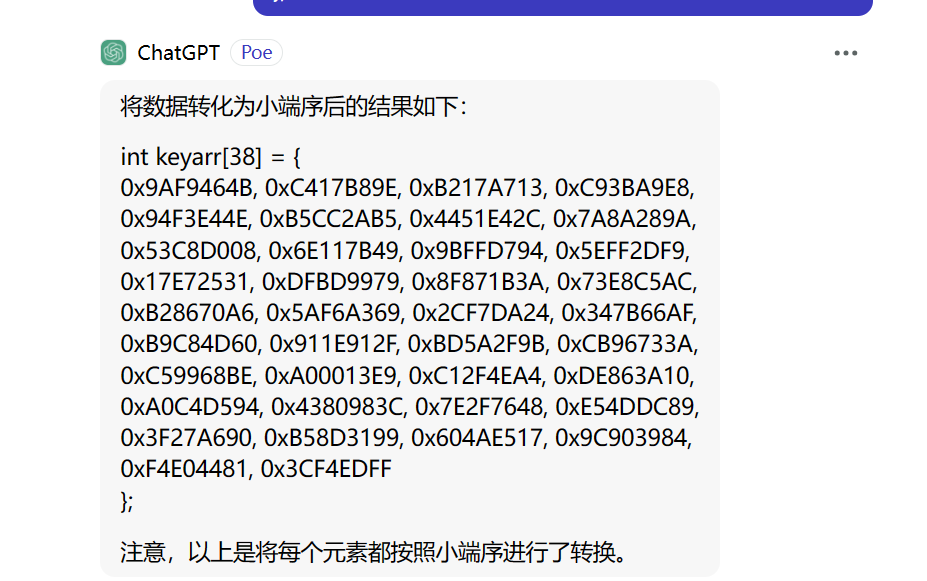 ChatGPT Poe
将数据转化为小端序后的结果如下：
int keyarr[38] = {
0x9AF9464B, 0xC417B89E, 0xB217A713, 0xC93BA9E8,
0x94F3E44E, 0xB5CC2AB5, 0x4451E42C, 0x7A8A289A,
0x53C8D008, 0x6E117B49, 0x9BFFD794, 0x5EFF2DF9,
0x17E72531, 0xDFBD9979, 0x8F871B3A, 0x73E8C5AC,
0xB28670A6, 0x5AF6A369, 0x2CF7DA24, 0x347B66AF,
0xB9C84D60, 0x911E912F, 0xBD5A2F9B, 0xCB96733A,
0xC59968BE, 0xA00013E9, 0xC12F4EA4, 0xDE863A10,
0xA0C4D594, 0x4380983C, 0x7E2F7648, 0xE54DDC89,
0x3F27A690, 0xB58D3199, 0x604AE517, 0x9C903984,
0xF4E04481, 0x3CF4EDFF
};
注意，以上是将每个元素都按照小端序进行了转换。